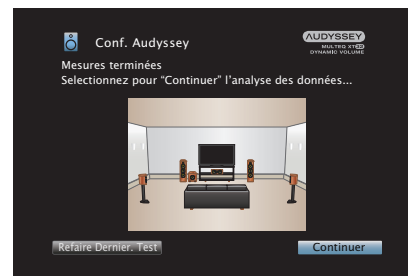 Conf. Audyssey
AUDYSSEY
MULTEQ XT32
DYNAMIC VOLUME
Mesures terminées
Selectionnez pour “Continuer” l’analyse des données...
Refaire Dernier. Test
Continuer